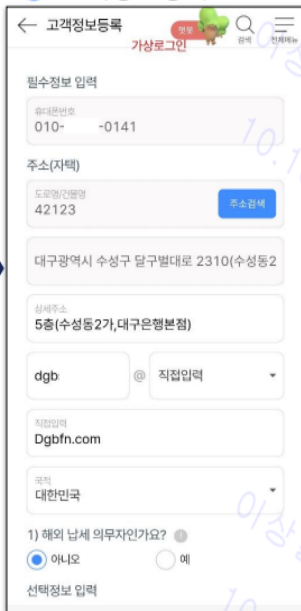 ← 고객정보등록
챗봇
검색
전체메뉴
가상로그인
필수정보 입력
휴대폰번호
010- -0141
주소(자택)
도로명/건물명
42123
주소검색
대구광역시 수성구 달구벌대로 2310(수성동2
상세주소
5층(수성동2가,대구은행본점)
dgb @ 직접입력
직접입력
Dgbfn.com
국적
대한민국
1) 해외 납세 의무자인가요?
아니오 예
선택정보 입력